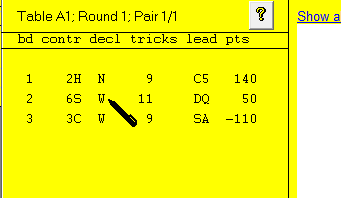 Table A1; Round 1; Pair 1/1 ? Show a
bd contr decl tricks lead pts
1 2H N 9 C5 140
2 6S W 11 DQ 50
3 3C W 9 SA -110